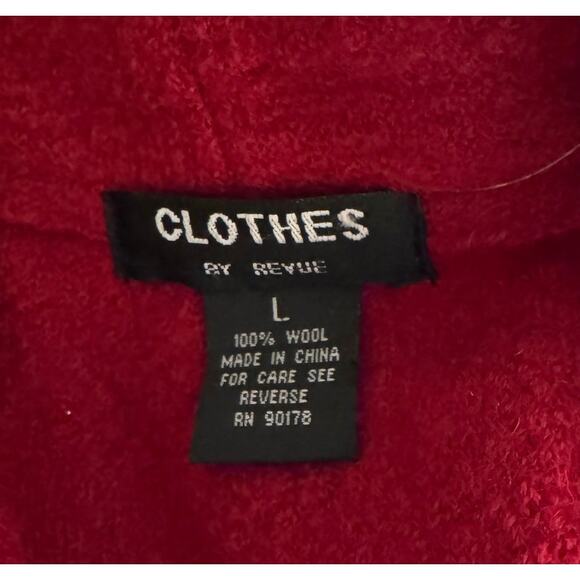 CLOTHES
BY REVUE
L
100% WOOL
MADE IN CHINA
FOR CARE SEE
REVERSE
RN 90178